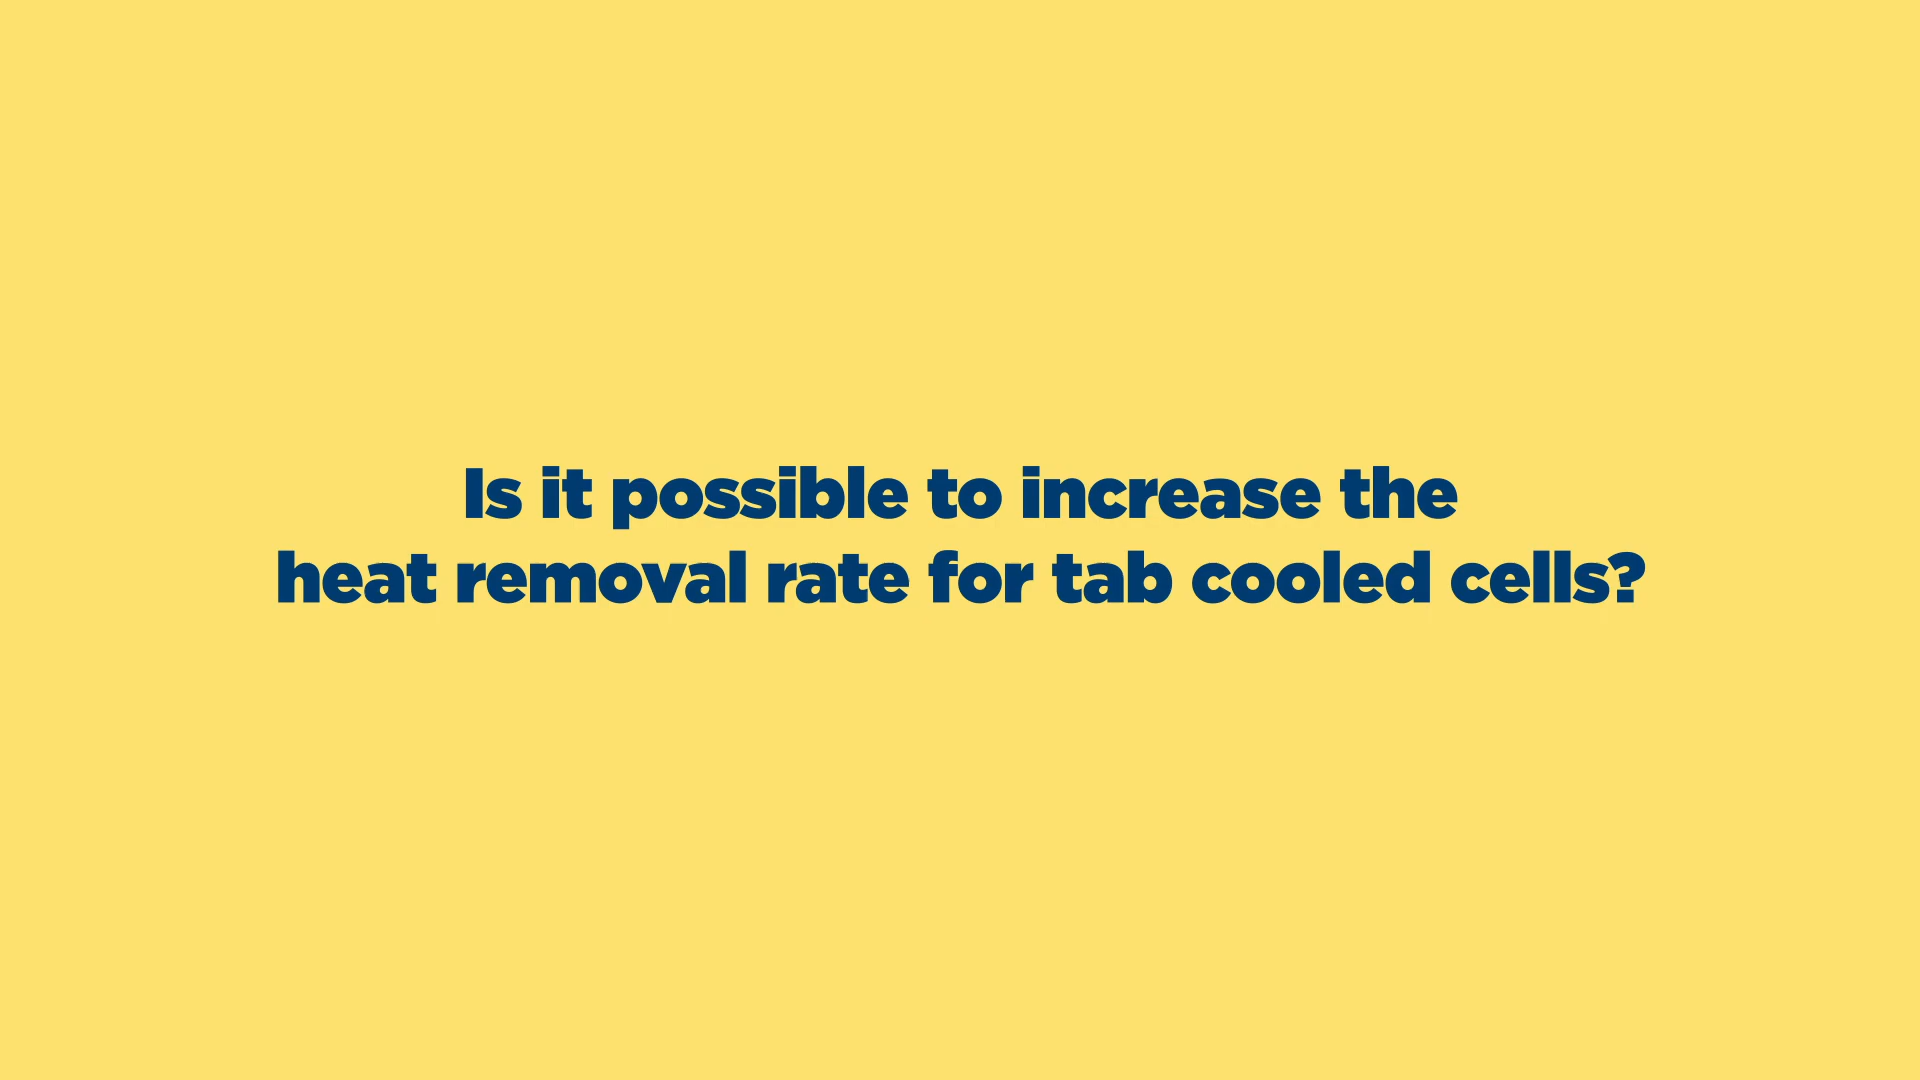 Is it possible to increase the
heat removal rate for tab cooled cells?